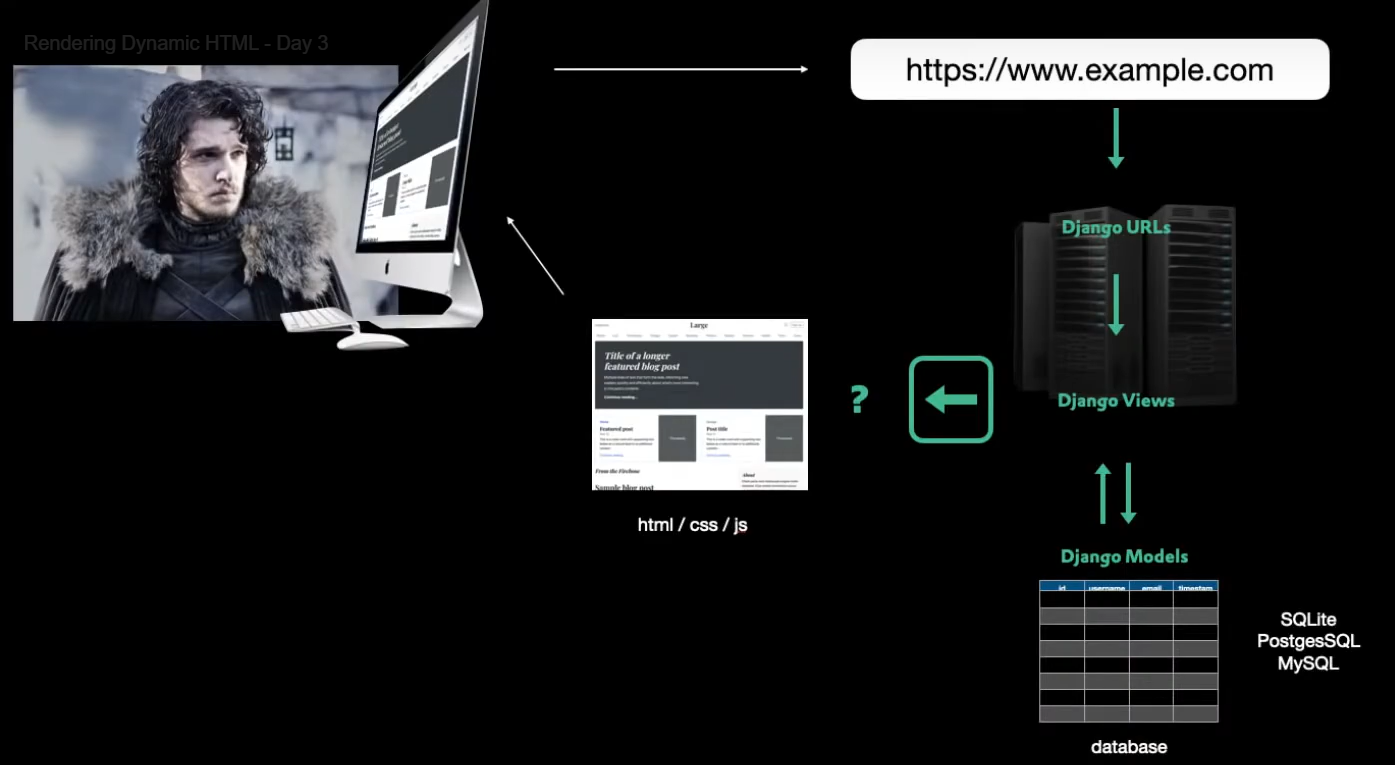 Rendering Dynamic HTML - Day 3
https://www.example.com
Django URLs
Large
Title of a longer
featured blog post
Continue reading...
?
Django Views
Featured post
Post title
From the Firehose
About
Sample blog post
html / css / js
Django Models
id username email timestam
SQLite
PostgesSQL
MySQL
database